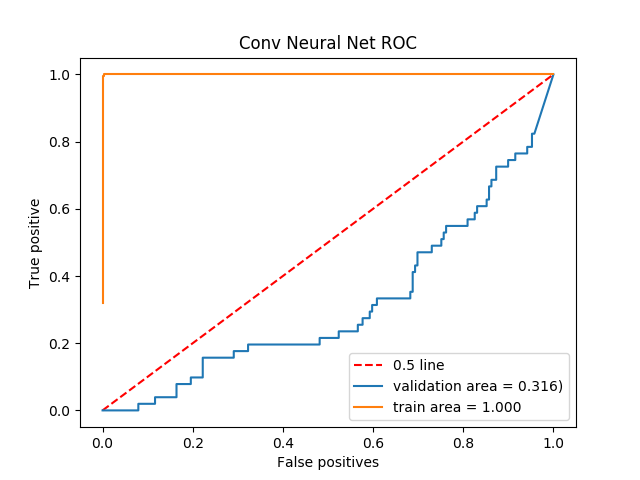 Conv Neural Net ROC
True positive
1.0
0.8
0.6
0.4
0.2
0.0
0.0
0.2
0.4
0.6
0.8
1.0
False positives
0.5 line
validation area = 0.316)
train area = 1.000